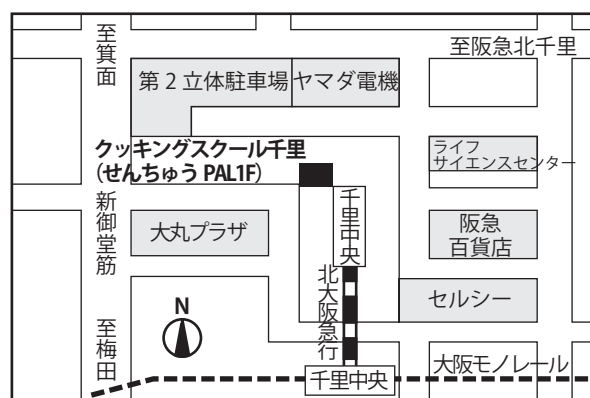 至箕面
至阪急北千里
第2立体駐車場
ヤマダ電機
クッキングスクール千里
(せんちゅう PAL1F)
ライフ
サイエンスセンター
新御堂筋
大丸プラザ
千里中央
阪急
百貨店
北大阪急行
セルシー
N
至梅田
大阪モノレール
千里中央